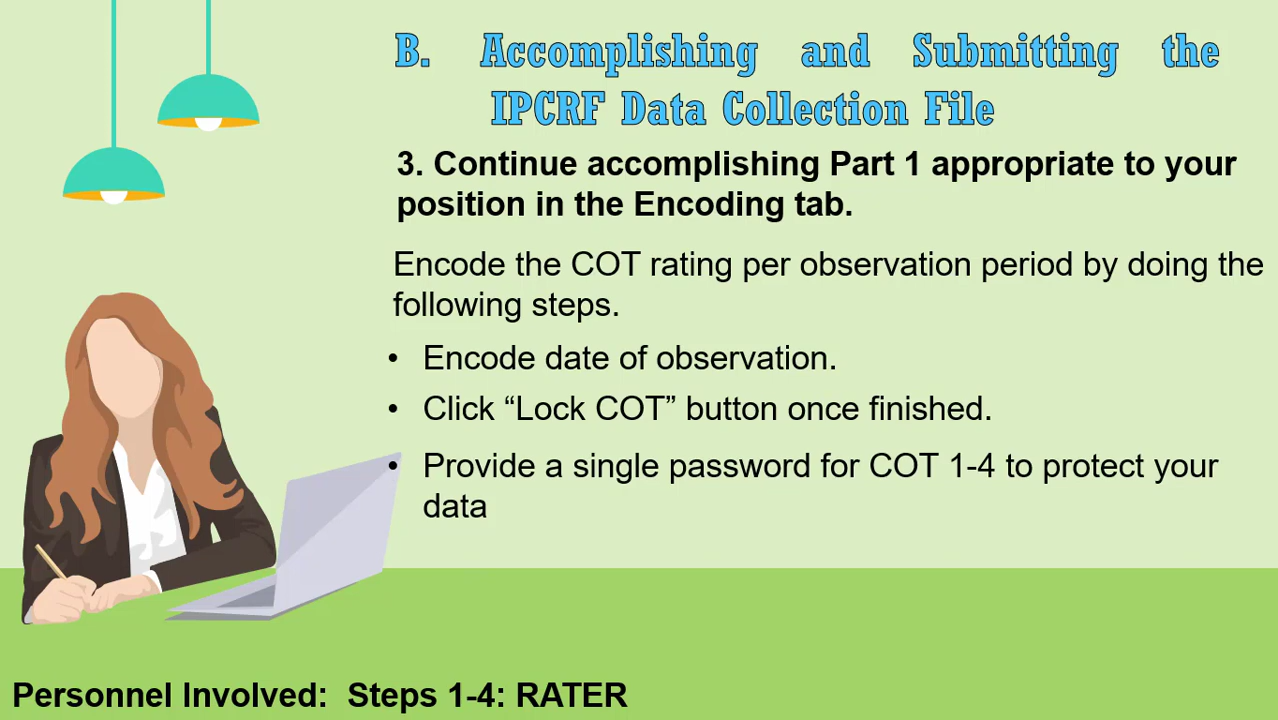 B. Accomplishing and Submitting the
IPCRF Data Collection File
3. Continue accomplishing Part 1 appropriate to your
position in the Encoding tab.
Encode the COT rating per observation period by doing the
following steps.
• Encode date of observation.
• Click “Lock COT” button once finished.
• Provide a single password for COT 1-4 to protect your
data
Personnel Involved: Steps 1-4: RATER